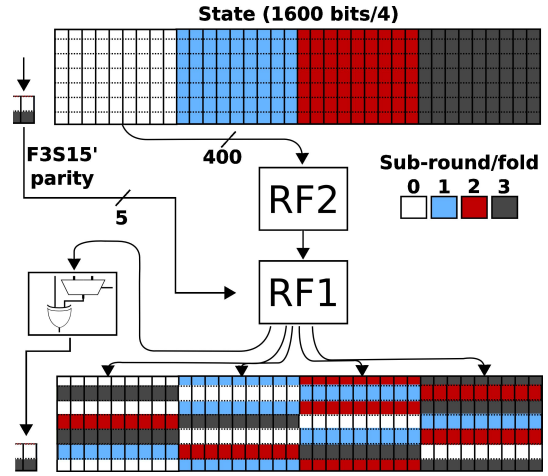 State (1600 bits/4)
F3S15'
parity
400
5
Sub-round/fold
0 1 2 3
RF2
RF1